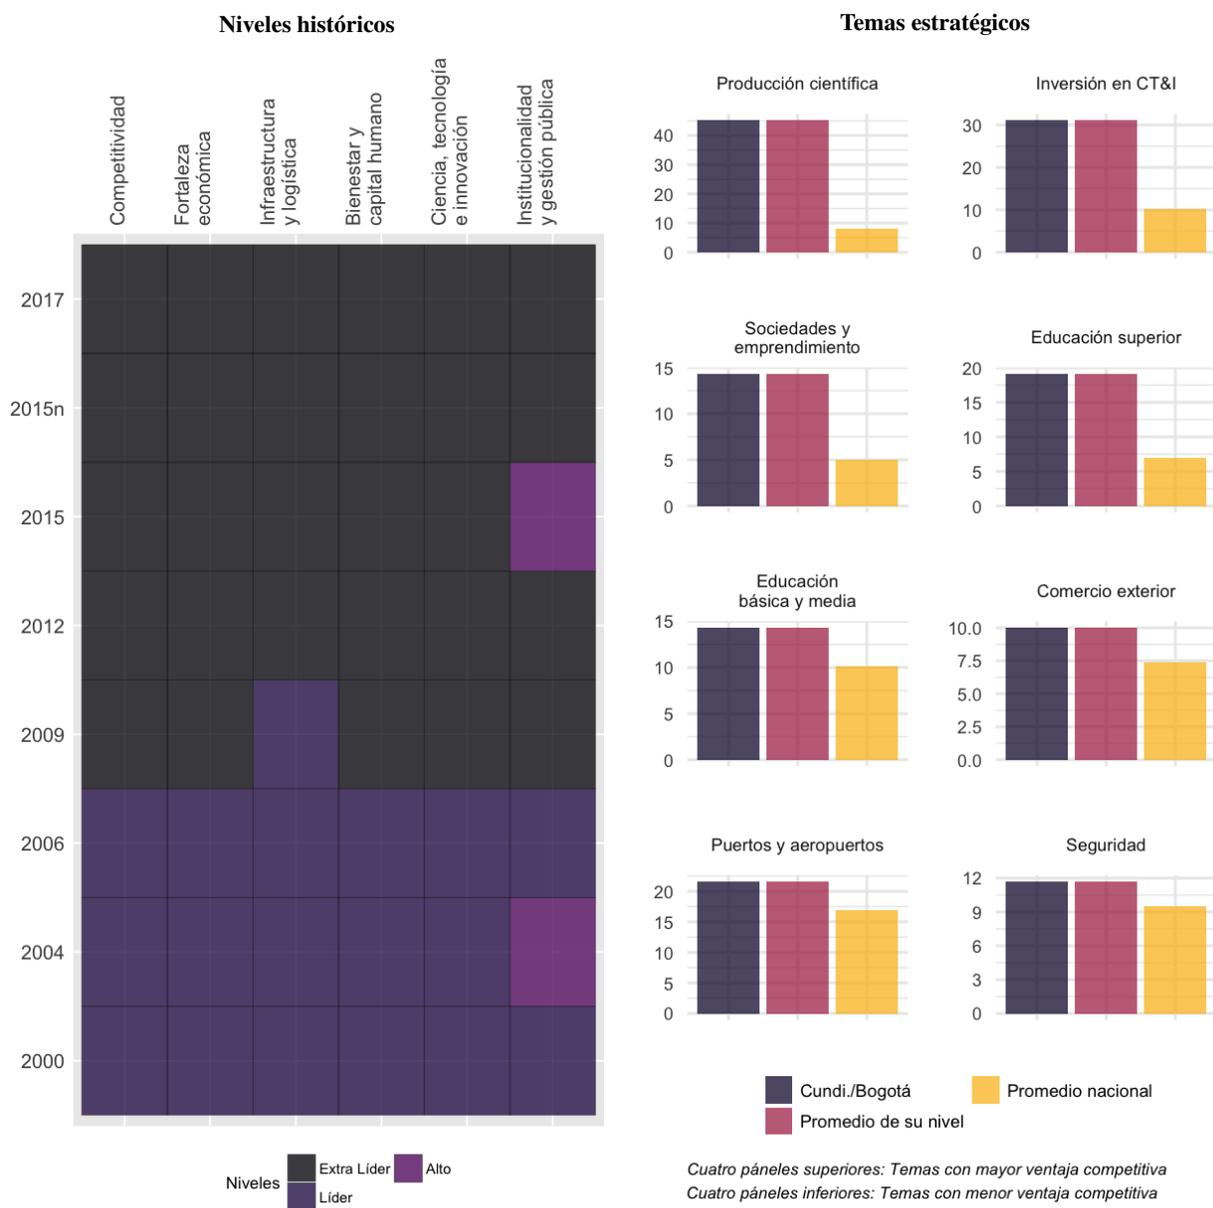 Niveles históricos
Competitividad
Fortaleza
económica
Infraestructura
y logística
Bienestar y
capital humano
Ciencia, tecnología
e innovación
Institucionalidad
y gestión pública
2017
2015n
2015
2012
2009
2006
2004
2000
Niveles
Extra Líder
Alto
Líder
Temas estratégicos
Producción científica
40
30
20
10
0
Inversión en CT&I
30
20
10
0
Sociedades y
emprendimiento
15
10
5
0
Educación superior
20
15
10
5
0
Educación
básica y media
15
10
5
0
Comercio exterior
10.0
7.5
5.0
2.5
0.0
Puertos y aeropuertos
20
15
10
5
0
Seguridad
12
9
6
3
0
Cundi./Bogotá
Promedio nacional
Promedio de su nivel
Cuatro páneles superiores: Temas con mayor ventaja competitiva
Cuatro páneles inferiores: Temas con menor ventaja competitiva